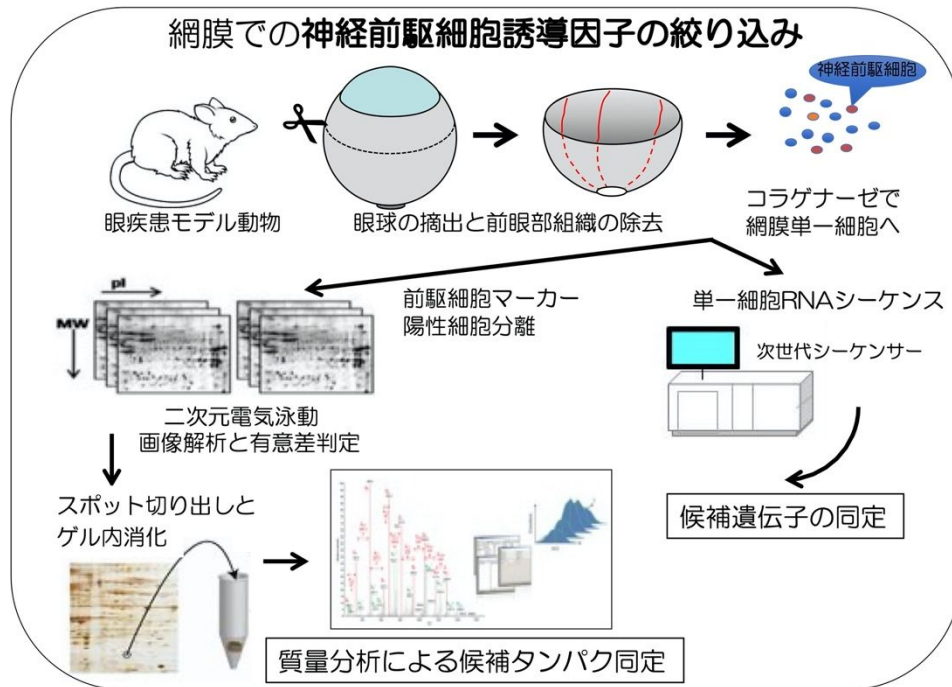 網膜での神経前駆細胞誘導因子の絞り込み
神経前駆細胞
眼疾患モデル動物
眼球の摘出と前眼部組織の除去
コラゲナーゼで
網膜単一細胞へ
pI
MW
前駆細胞マーカー
陽性細胞分離
単一細胞RNAシーケンス
次世代シーケンサー
二次元電気泳動
画像解析と有意差判定
スポット切り出しと
ゲル内消化
候補遺伝子の同定
質量分析による候補タンパク同定